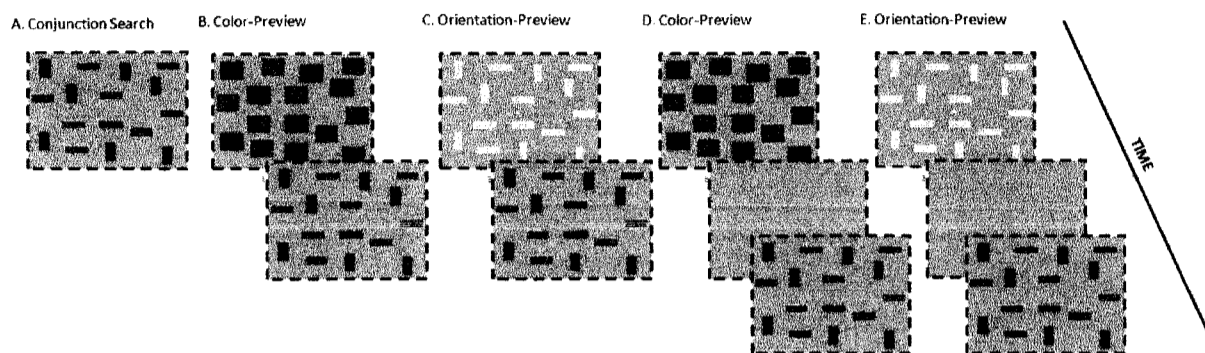 A. Conjunction Search
B. Color-Preview
C. Orientation-Preview
D. Color-Preview
E. Orientation-Preview
TIME